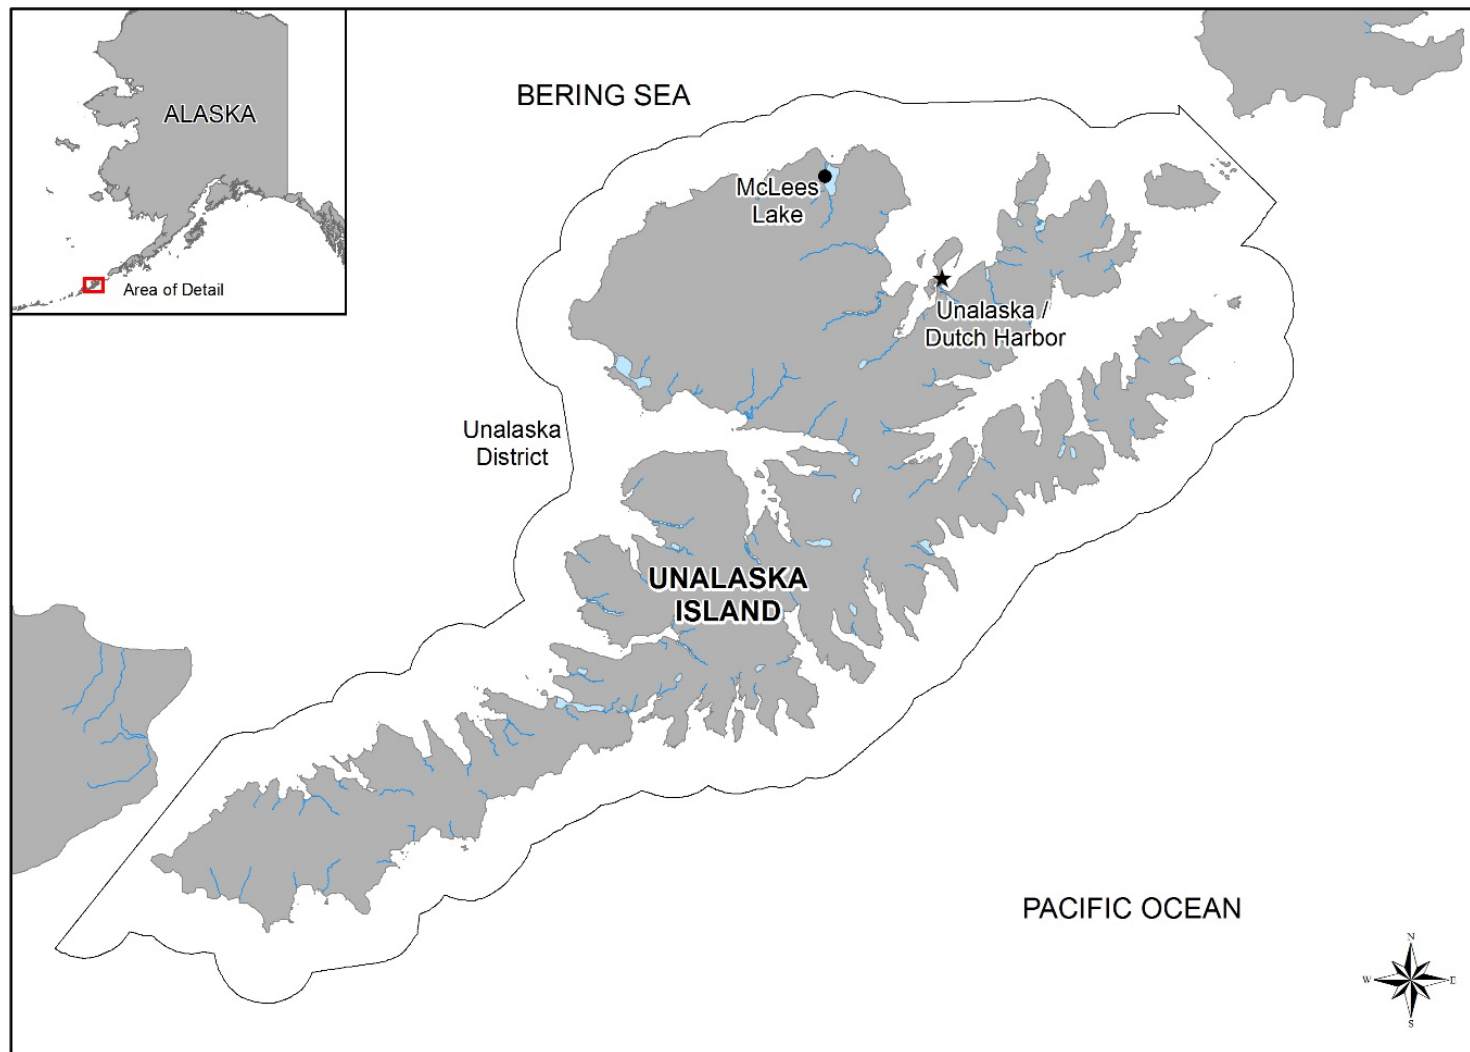 ALASKA
Area of Detail
BERING SEA
McLees
Lake
Unalaska /
Dutch Harbor
Unalaska
District
UNALASKA
ISLAND
PACIFIC OCEAN
N
W
E
S